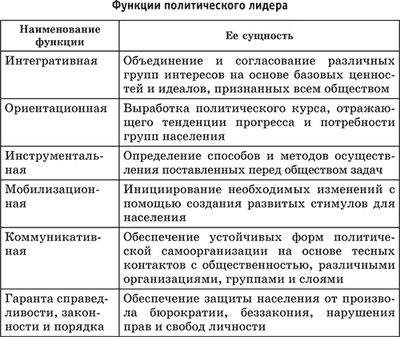 Функции политического лидера
Наименование функции
Ее сущность
Интегративная
Объединение и согласование различных
групп интересов на основе базовых ценнос-
тей и идеалов, признанных всем обществом
Ориентационная
Выработка политического курса, отражаю-
щего тенденции прогресса и потребности
групп населения
Инструменталь-
ная
Определение способов и методов осуществ-
ления поставленных перед обществом задач
Мобилизацион-
ная
Инициирование необходимых изменений с
помощью создания развитых стимулов для
населения
Коммуникатив-
ная
Обеспечение устойчивых форм политичес-
кой самоорганизации на основе тесных
контактов с общественностью, различными
организациями, группами и слоями
Гаранта справед-
ливости, закон-
ности и порядка
Обеспечение защиты населения от произво-
ла бюрократии, беззакония, нарушения
прав и свобод личности